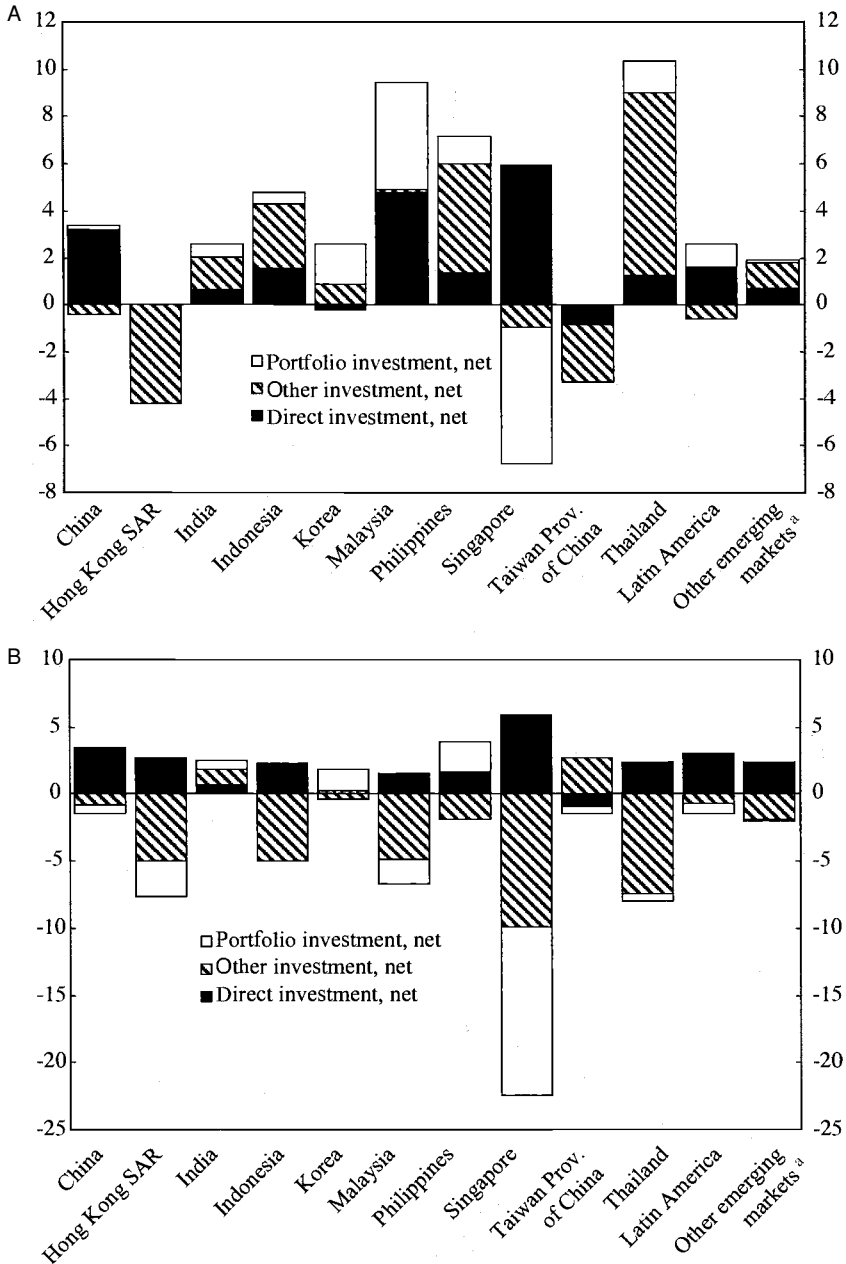 A
12
12
10
10
8
8
6
6
4
4
2
2
0
0
-2
-2
-4
-4
-6
-6
-8
-8
Portfolio investment, net
Other investment, net
Direct investment, net
China
Hong Kong SAR
India
Indonesia
Korea
Malaysia
Philippines
Singapore
Taiwan Prov.
of China
Thailand
Latin America
Other emerging
markets a
B
10
10
5
5
0
0
-5
-5
-10
-10
-15
-15
-20
-20
-25
-25
Portfolio investment, net
Other investment, net
Direct investment, net
China
Hong Kong SAR
India
Indonesia
Korea
Malaysia
Philippines
Singapore
Taiwan Prov.
of China
Thailand
Latin America
Other emerging
markets a